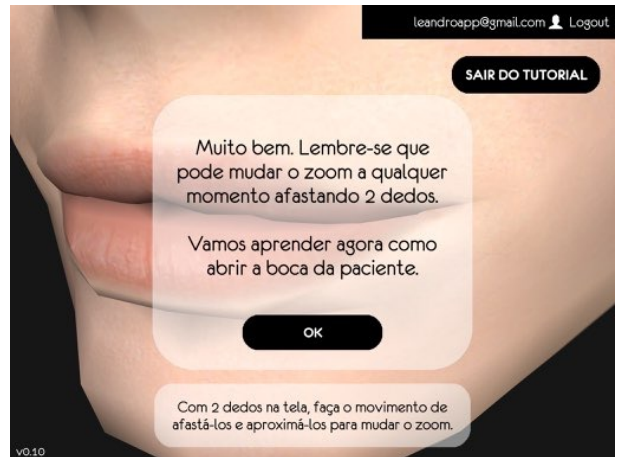 leandroapp@gmail.com Logout
SAIR DO TUTORIAL
Muito bem. Lembre-se que
pode mudar o zoom a qualquer
momento afastando 2 dedos.
Vamos aprender agora como
abrir a boca da paciente.
OK
Com 2 dedos na tela, faça o movimento de
afastá-los e aproximá-los para mudar o zoom.
v0.10